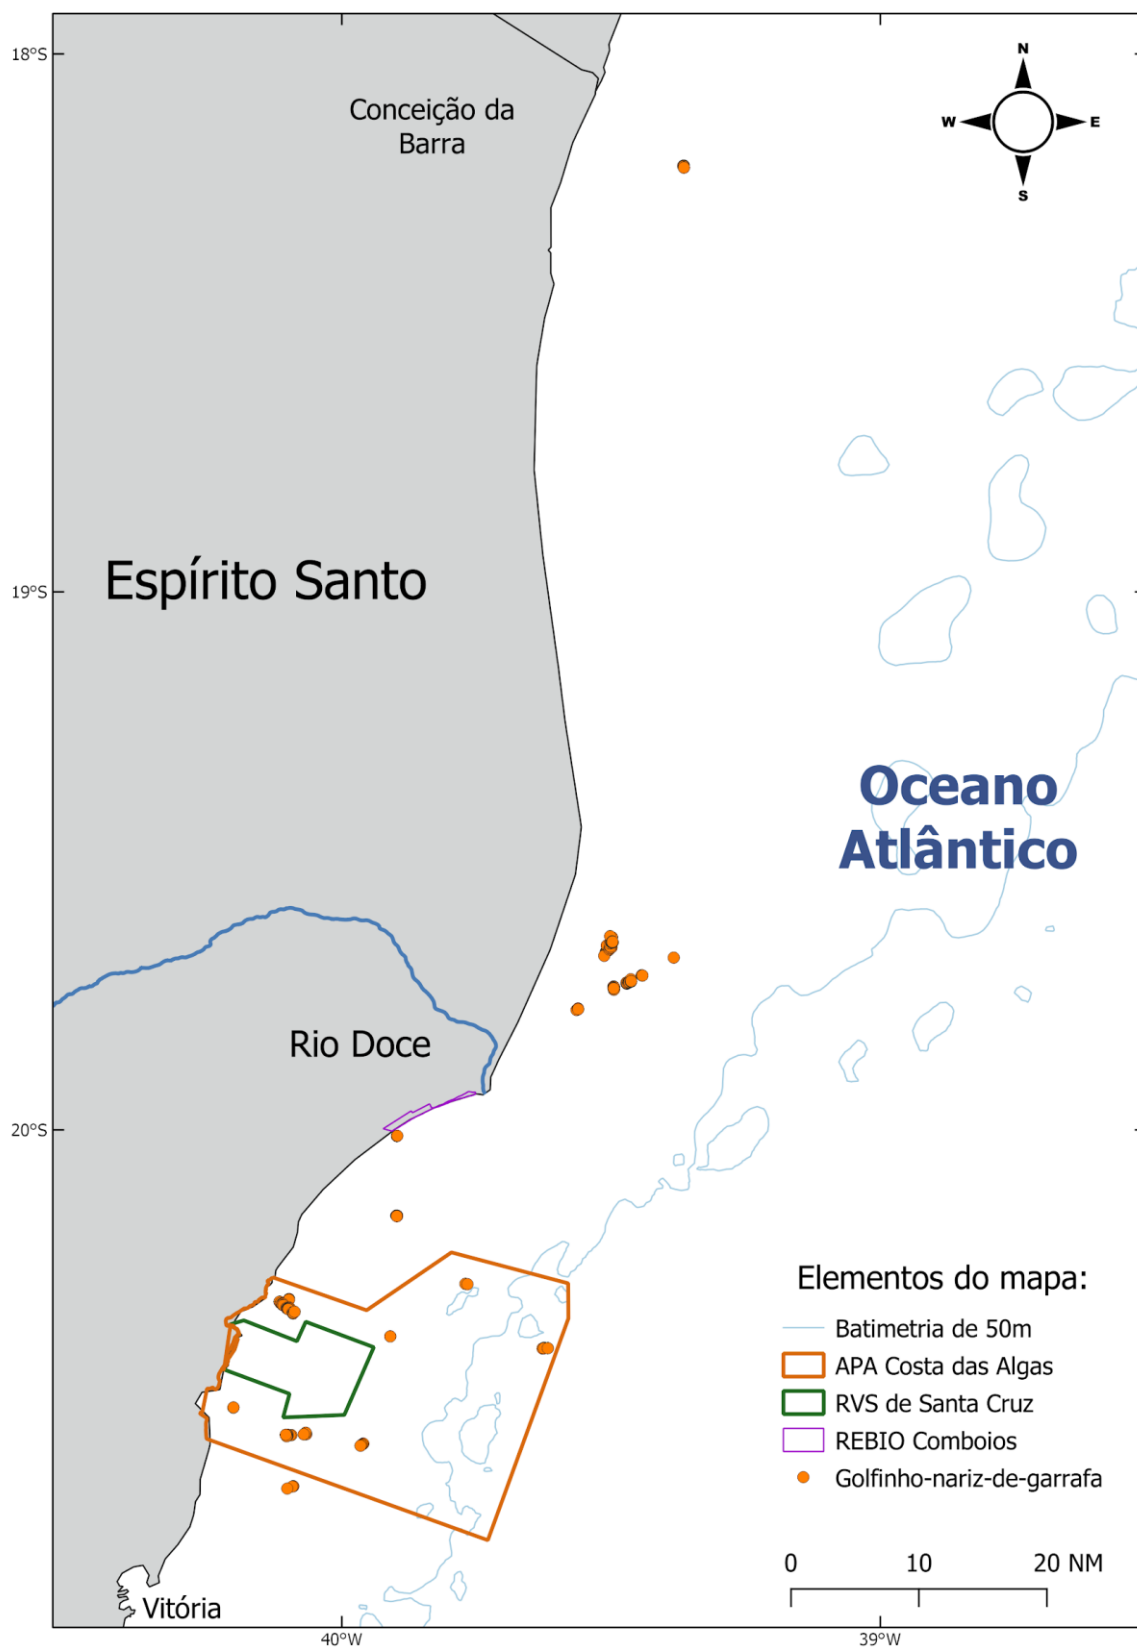 18°S
Conceição da
Barra
N
W
E
S
Espírito Santo
19°S
Oceano
Atlântico
Rio Doce
20°S
Elementos do mapa:
Batimetria de 50m
APA Costa das Algas
RVS de Santa Cruz
REBIO Comboios
Golfinho-nariz-de-garrafa
0 10 20 NM
Vitória
40°W
39°W